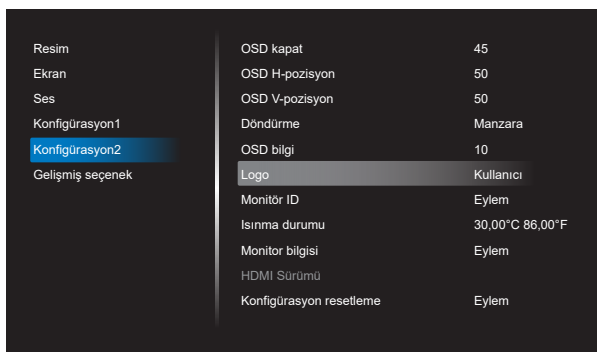 Resim
Ekran
Ses
Konfigürasyon1
Konfigürasyon2
Gelişmiş seçenek
OSD kapat 45
OSD H-pozisyon 50
OSD V-pozisyon 50
Döndürme Manzara
OSD bilgi 10
Logo Kullanıcı
Monitör ID Eylem
Isınma durumu 30,00°C 86,00°F
Monitor bilgisi Eylem
HDMI Sürümü
Konfigürasyon resetleme Eylem